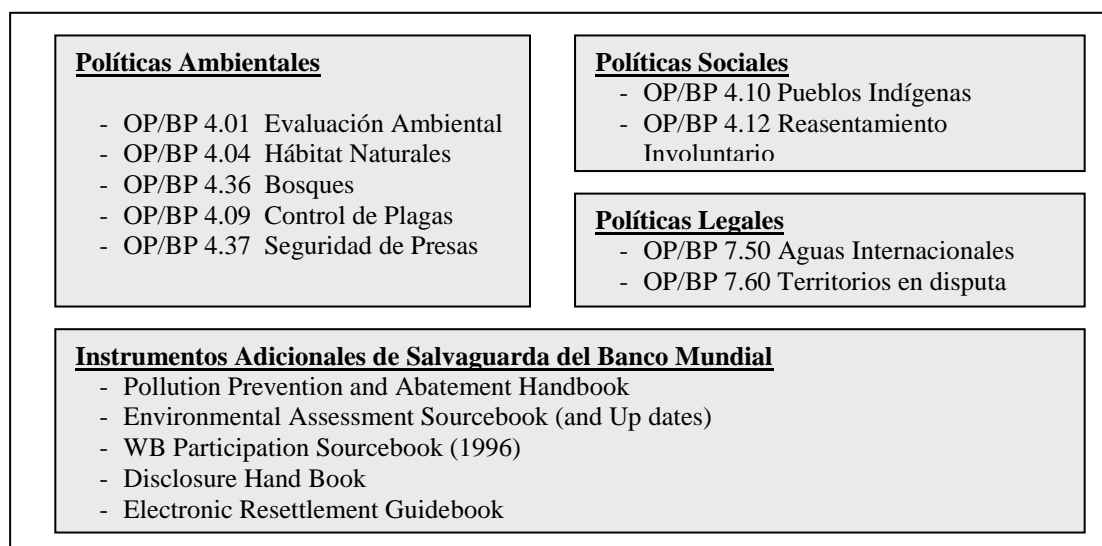 Políticas Ambientales
- OP/BP 4.01 Evaluación Ambiental
- OP/BP 4.04 Hábitat Naturales
- OP/BP 4.36 Bosques
- OP/BP 4.09 Control de Plagas
- OP/BP 4.37 Seguridad de Presas
Políticas Sociales
- OP/BP 4.10 Pueblos Indígenas
- OP/BP 4.12 Reasentamiento
Involuntario
Políticas Legales
- OP/BP 7.50 Aguas Internacionales
- OP/BP 7.60 Territorios en disputa
Instrumentos Adicionales de Salvaguarda del Banco Mundial
- Pollution Prevention and Abatement Handbook
- Environmental Assessment Sourcebook (and Up dates)
- WB Participation Sourcebook (1996)
- Disclosure Hand Book
- Electronic Resettlement Guidebook